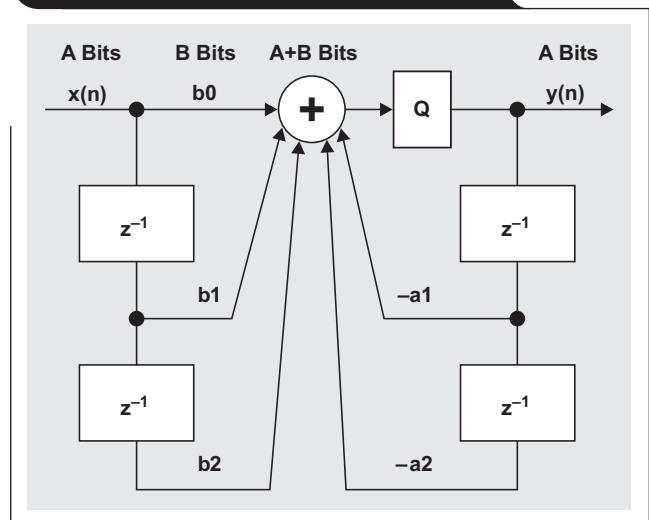 A Bits B Bits A+B Bits A Bits
x(n) b0 + Q y(n)
z⁻¹ z⁻¹
b1 –a1
z⁻¹ z⁻¹
b2 –a2